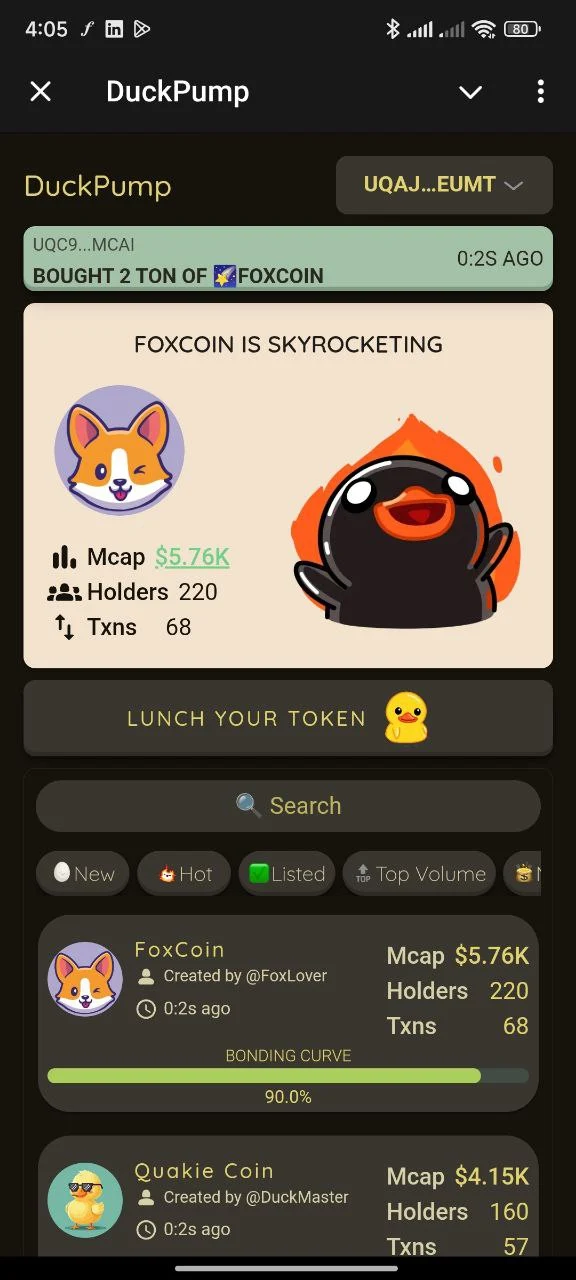 4:05
80
DuckPump
DuckPump
UQAJ...EUMT
UQC9...MCAI
BOUGHT 2 TON OF 🌠FOXCOIN
0:2S AGO
FOXCOIN IS SKYROCKETING
Mcap $5.76K
Holders 220
Txns 68
LUNCH YOUR TOKEN
🔍 Search
New
Hot
Listed
TOP Top Volume
FoxCoin
Created by @FoxLover
0:2s ago
Mcap $5.76K
Holders 220
Txns 68
BONDING CURVE
90.0%
Quakie Coin
Created by @DuckMaster
0:2s ago
Mcap $4.15K
Holders 160
Txns 57